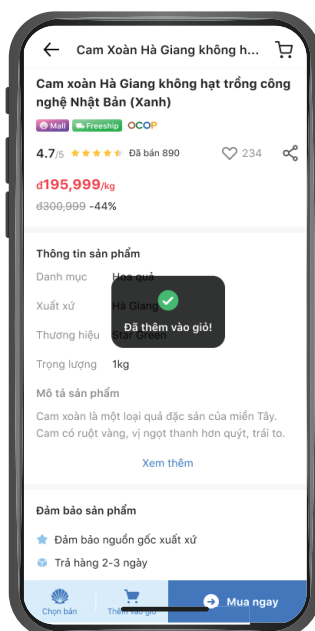 Cam Xoàn Hà Giang không h...
Cam xoàn Hà Giang không hạt trồng công
nghệ Nhật Bản (Xanh)
Mall Freeship OCOP
4.7/5 Đã bán 890 234
đ195,999/kg
đ300,999 -44%
Thông tin sản phẩm
Danh mục Hoa quả
Xuất xứ Hà Giang
Đã thêm vào giỏ!
Thương hiệu Star Green
Trọng lượng 1kg
Mô tả sản phẩm
Cam xoàn là một loại quả đặc sản của miền Tây.
Cam có ruột vàng, vị ngọt thanh hơn quýt, trái to.
Xem thêm
Đảm bảo sản phẩm
Đảm bảo nguồn gốc xuất xứ
Trả hàng 2-3 ngày
Chọn bán Thêm vào giỏ Mua ngay